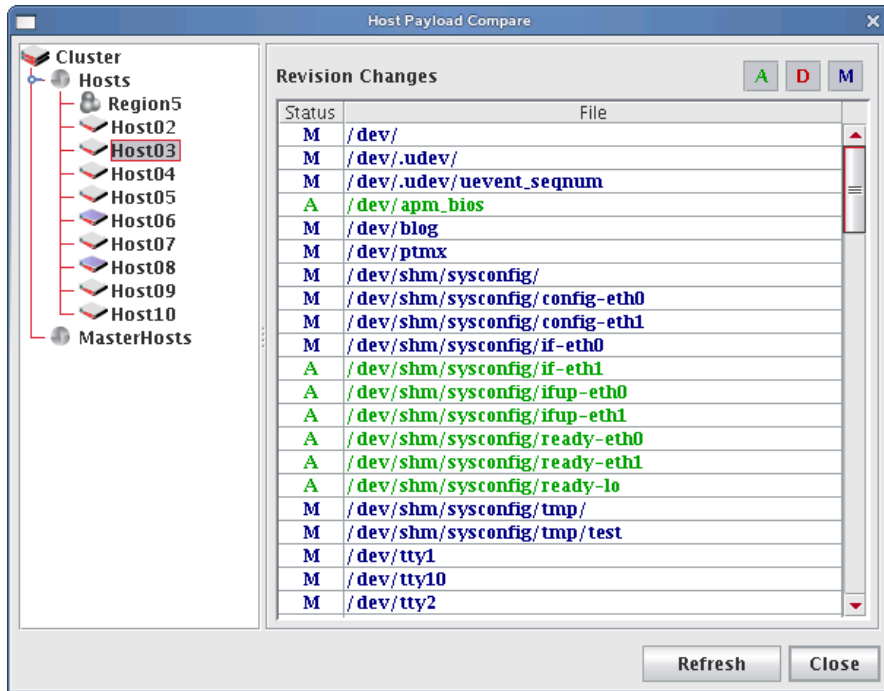 Host Payload Compare
Cluster
Hosts
Region5
Host02
Host03
Host04
Host05
Host06
Host07
Host08
Host09
Host10
MasterHosts
Revision Changes
A D M
Status File
M /dev/
M /dev/.udev/
M /dev/.udev/uevent_seqnum
A /dev/apm_bios
M /dev/blog
M /dev/ptmx
M /dev/shm/sysconfig/
M /dev/shm/sysconfig/config-eth0
M /dev/shm/sysconfig/config-eth1
M /dev/shm/sysconfig/if-eth0
A /dev/shm/sysconfig/if-eth1
A /dev/shm/sysconfig/ifup-eth0
A /dev/shm/sysconfig/ifup-eth1
A /dev/shm/sysconfig/ready-eth0
A /dev/shm/sysconfig/ready-eth1
A /dev/shm/sysconfig/ready-lo
M /dev/shm/sysconfig/tmp/
M /dev/shm/sysconfig/tmp/test
M /dev/tty1
M /dev/tty10
M /dev/tty2
Refresh Close